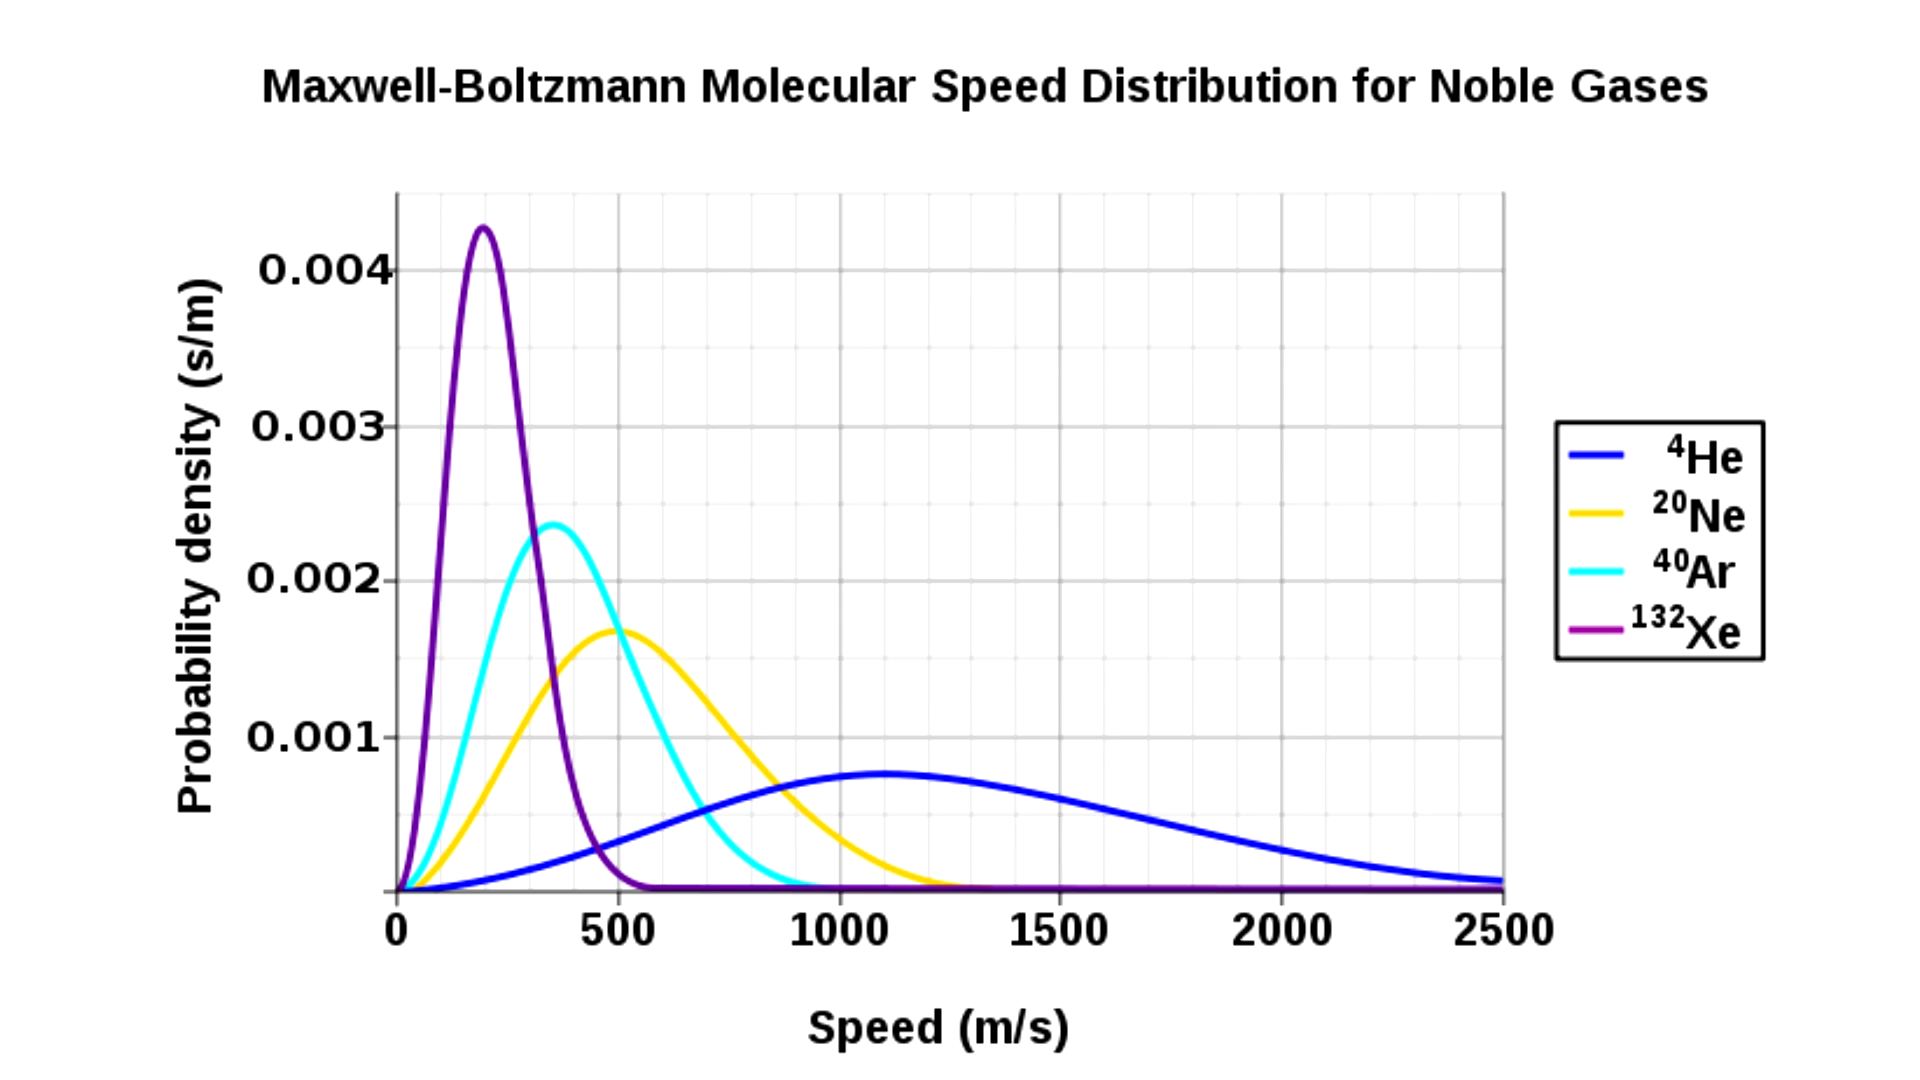 Maxwell-Boltzmann Molecular Speed Distribution for Noble Gases
Probability density (s/m)
0.004
0.003
0.002
0.001
0 500 1000 1500 2000 2500
Speed (m/s)
⁴He
²⁰Ne
⁴⁰Ar
¹³²Xe